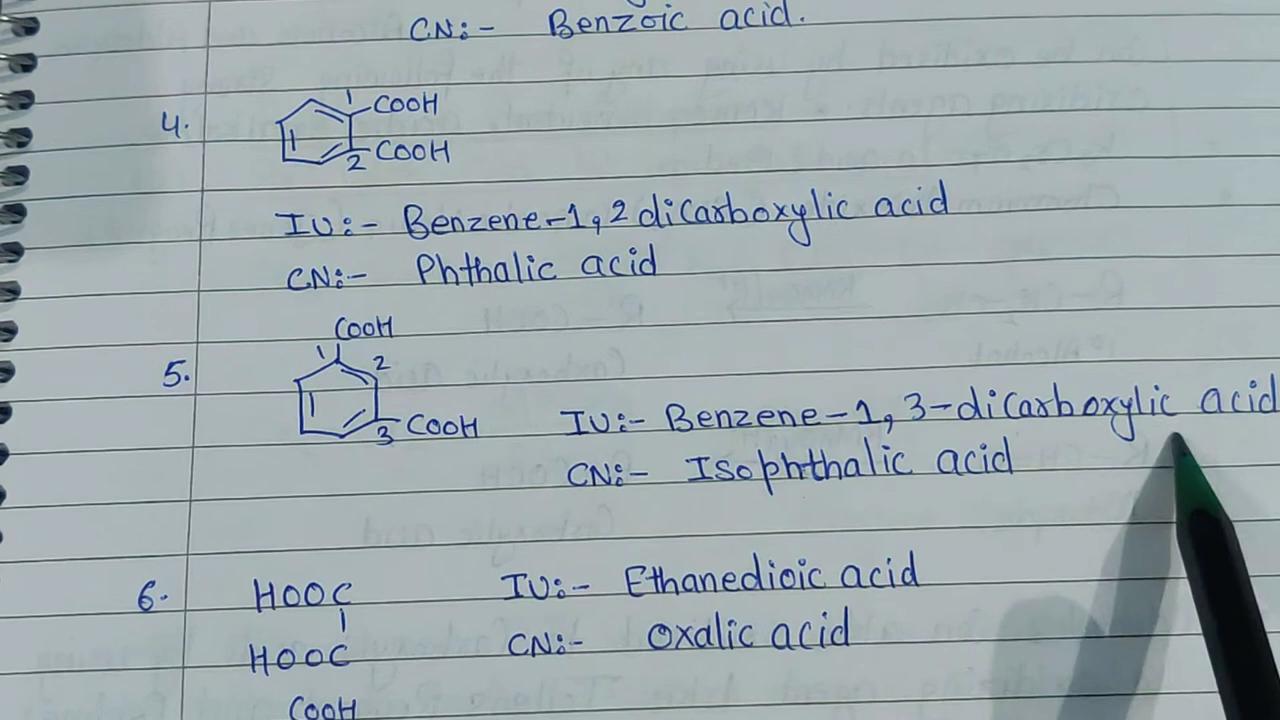 CN:- Benzoic acid.
4.
1 COOH
2 COOH
IU:- Benzene-1,2 dicarboxylic acid
CN:- Phthalic acid
COOH
5.
1 2
3 COOH
IU:- Benzene-1, 3-dicarboxylic acid
CN:- Isophthalic acid
6.
HOOC
IU:- Ethanedioic acid
HOOC
CN:- Oxalic acid
COOH